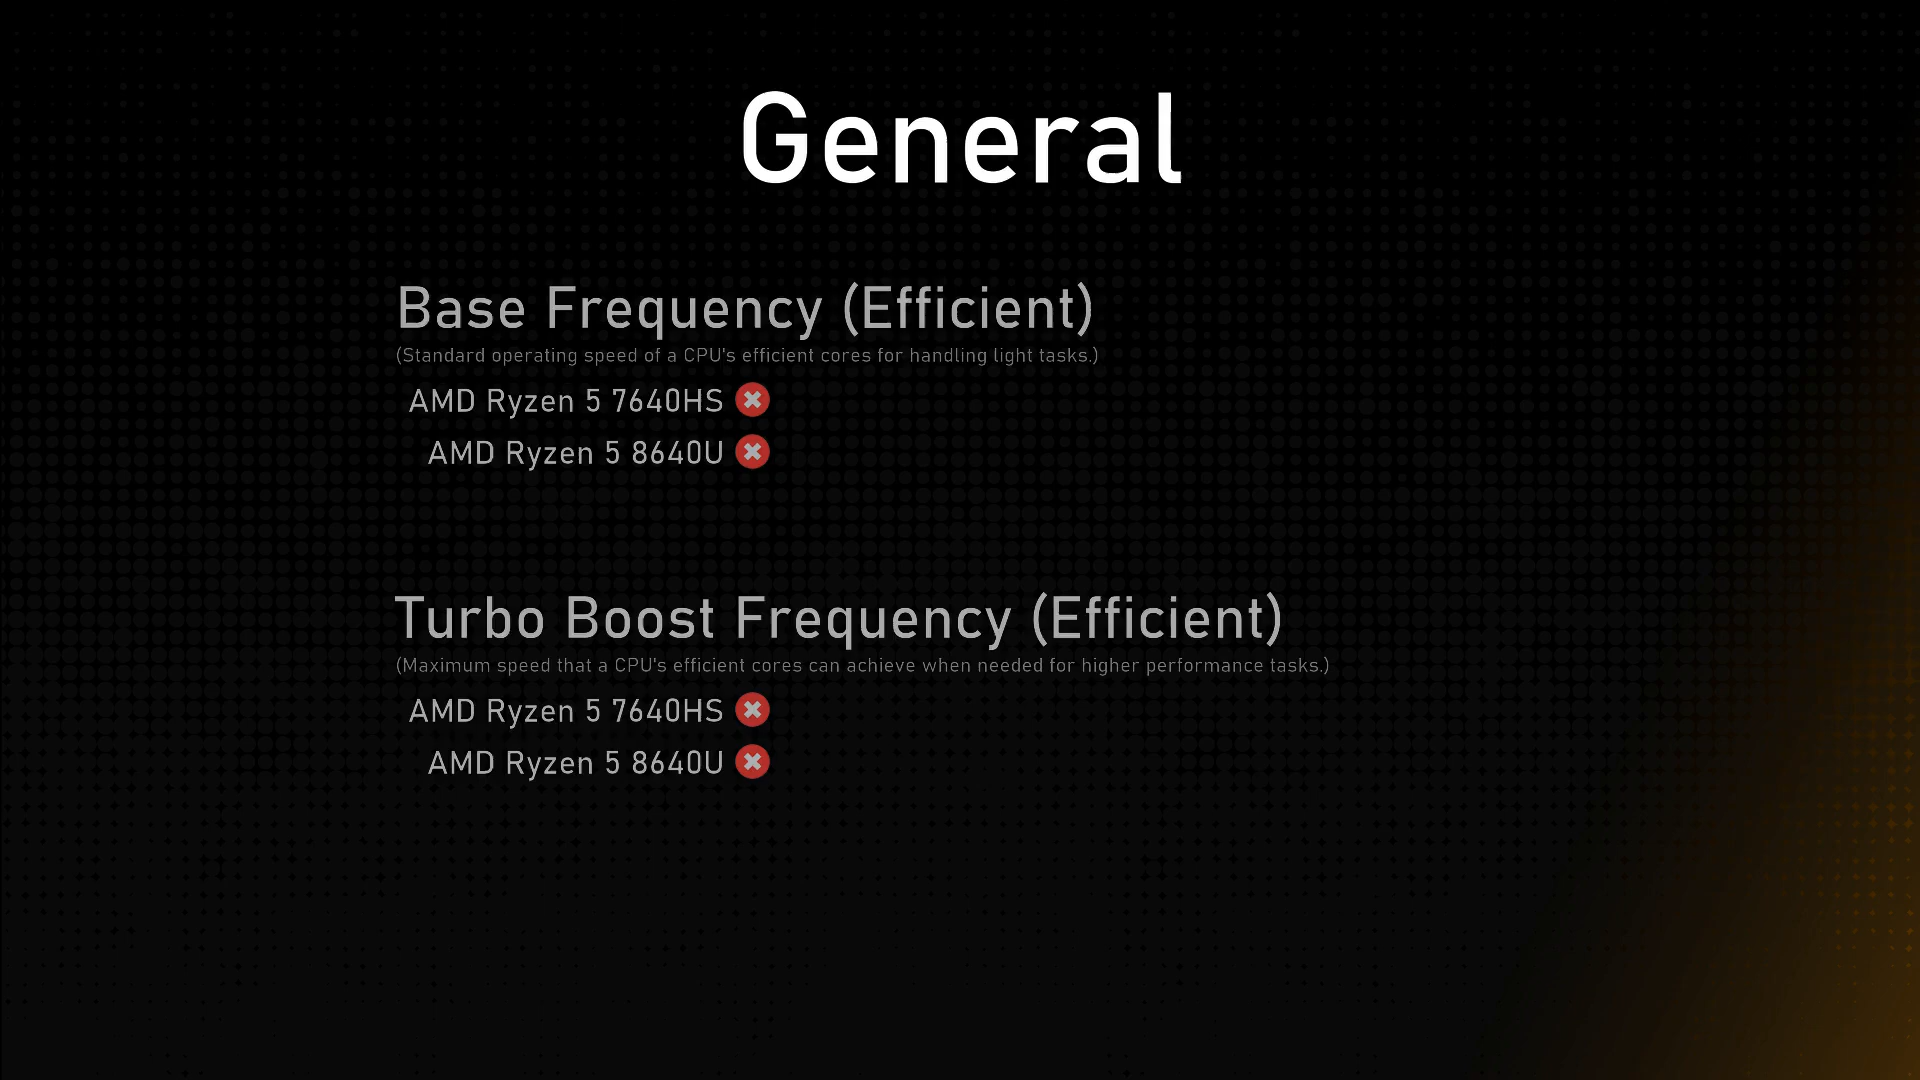 General
Base Frequency (Efficient)
(Standard operating speed of a CPU's efficient cores for handling light tasks.)
AMD Ryzen 5 7640HS
AMD Ryzen 5 8640U
Turbo Boost Frequency (Efficient)
(Maximum speed that a CPU's efficient cores can achieve when needed for higher performance tasks.)
AMD Ryzen 5 7640HS
AMD Ryzen 5 8640U